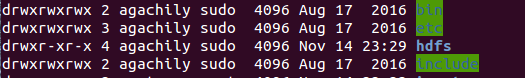 drwxrwxrwx 2 agachily sudo 4096 Aug 17 2016 bin
drwxrwxrwx 3 agachily sudo 4096 Aug 17 2016 etc
drwxr-xr-x 4 agachily sudo 4096 Nov 14 23:29 hdfs
drwxrwxrwx 2 agachily sudo 4096 Aug 17 2016 include